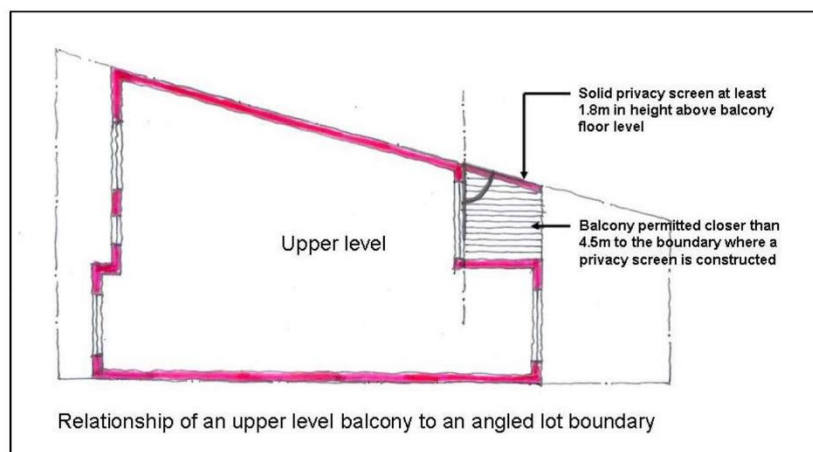 Solid privacy screen at least
1.8m in height above balcony
floor level
Upper level
Balcony permitted closer than
4.5m to the boundary where a
privacy screen is constructed
Relationship of an upper level balcony to an angled lot boundary